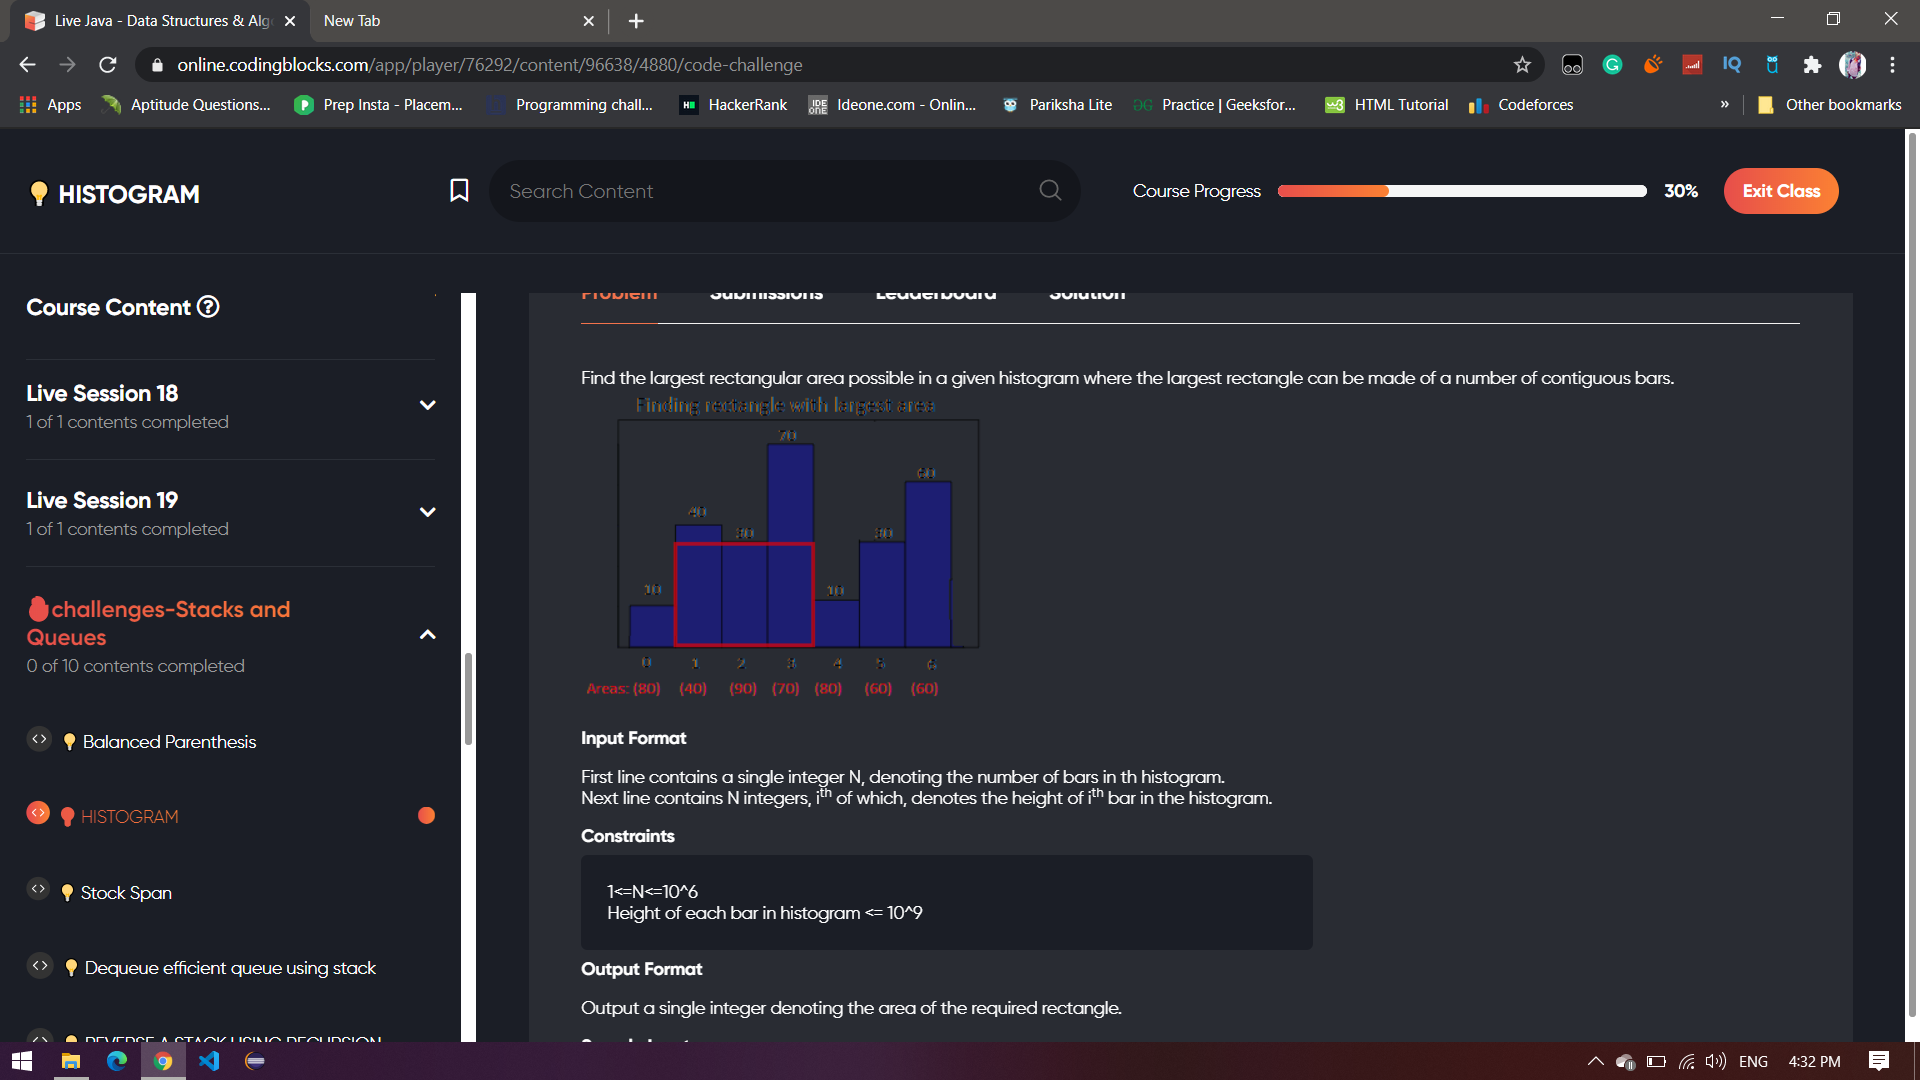 Live Java - Data Structures & Algo
New Tab
online.codingblocks.com/app/player/76292/content/96638/4880/code-challenge
Apps
Aptitude Questions...
Prep Insta - Placem...
Programming chall...
HackerRank
Ideone.com - Onlin...
Pariksha Lite
Practice | Geeksfor...
HTML Tutorial
Codeforces
»
Other bookmarks
HISTOGRAM
Search Content
Course Progress
30%
Exit Class
Course Content
Live Session 18
1 of 1 contents completed
Live Session 19
1 of 1 contents completed
challenges-Stacks and
Queues
0 of 10 contents completed
Balanced Parenthesis
HISTOGRAM
Stock Span
Dequeue efficient queue using stack
REVERSE A STACK USING RECURSION
Problem Submissions Leaderboard Solution
Find the largest rectangular area possible in a given histogram where the largest rectangle can be made of a number of contiguous bars.
Finding rectangle with largest area
70
60
40
30
30
10
10
0 1 2 3 4 5 6
Areas: (80) (40) (90) (70) (80) (60) (60)
Input Format
First line contains a single integer N, denoting the number of bars in th histogram.
Next line contains N integers, ith of which, denotes the height of ith bar in the histogram.
Constraints
1<=N<=10^6
Height of each bar in histogram <= 10^9
Output Format
Output a single integer denoting the area of the required rectangle.
ENG
4:32 PM